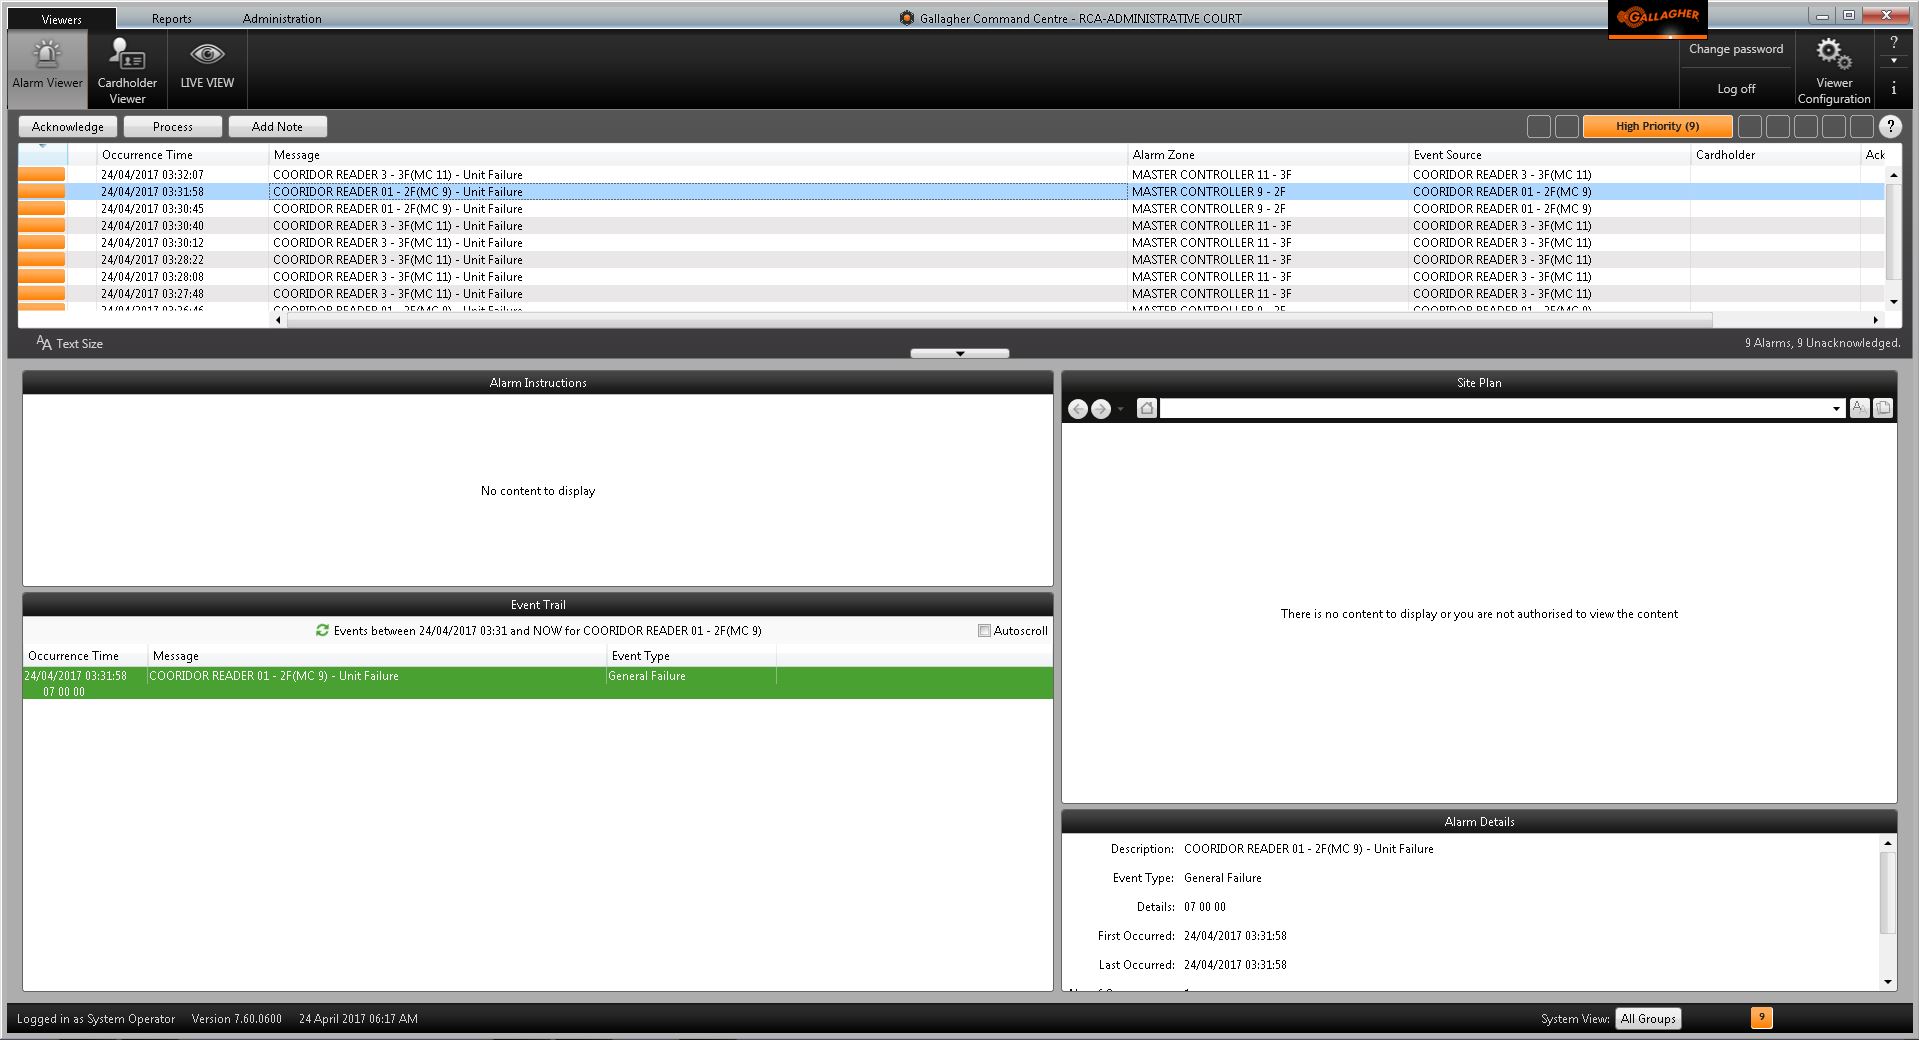 Viewers Reports Administration Gallagher Command Centre - RCA-ADMINISTRATIVE COURT GALLAGHER
Alarm Viewer
Cardholder
Viewer
LIVE VIEW
Change password
Log off
Viewer
Configuration
?
i
Acknowledge Process Add Note High Priority (9) ?
Occurrence Time Message Alarm Zone Event Source Cardholder Ack
24/04/2017 03:32:07 COORIDOR READER 3 - 3F(MC 11) - Unit Failure MASTER CONTROLLER 11 - 3F COORIDOR READER 3 - 3F(MC 11)
24/04/2017 03:31:58 COORIDOR READER 01 - 2F(MC 9) - Unit Failure MASTER CONTROLLER 9 - 2F COORIDOR READER 01 - 2F(MC 9)
24/04/2017 03:30:45 COORIDOR READER 01 - 2F(MC 9) - Unit Failure MASTER CONTROLLER 9 - 2F COORIDOR READER 01 - 2F(MC 9)
24/04/2017 03:30:40 COORIDOR READER 3 - 3F(MC 11) - Unit Failure MASTER CONTROLLER 11 - 3F COORIDOR READER 3 - 3F(MC 11)
24/04/2017 03:30:12 COORIDOR READER 3 - 3F(MC 11) - Unit Failure MASTER CONTROLLER 11 - 3F COORIDOR READER 3 - 3F(MC 11)
24/04/2017 03:28:22 COORIDOR READER 3 - 3F(MC 11) - Unit Failure MASTER CONTROLLER 11 - 3F COORIDOR READER 3 - 3F(MC 11)
24/04/2017 03:28:08 COORIDOR READER 3 - 3F(MC 11) - Unit Failure MASTER CONTROLLER 11 - 3F COORIDOR READER 3 - 3F(MC 11)
24/04/2017 03:27:48 COORIDOR READER 3 - 3F(MC 11) - Unit Failure MASTER CONTROLLER 11 - 3F COORIDOR READER 3 - 3F(MC 11)
AA Text Size 9 Alarms, 9 Unacknowledged.
Alarm Instructions
No content to display
Event Trail
Events between 24/04/2017 03:31 and NOW for COORIDOR READER 01 - 2F(MC 9) Autoscroll
Occurrence Time Message Event Type
24/04/2017 03:31:58 COORIDOR READER 01 - 2F(MC 9) - Unit Failure General Failure
07 00 00
Site Plan
There is no content to display or you are not authorised to view the content
Alarm Details
Description: COORIDOR READER 01 - 2F(MC 9) - Unit Failure
Event Type: General Failure
Details: 07 00 00
First Occurred: 24/04/2017 03:31:58
Last Occurred: 24/04/2017 03:31:58
Logged in as System Operator Version 7.60.0600 24 April 2017 06:17 AM System View: All Groups 9